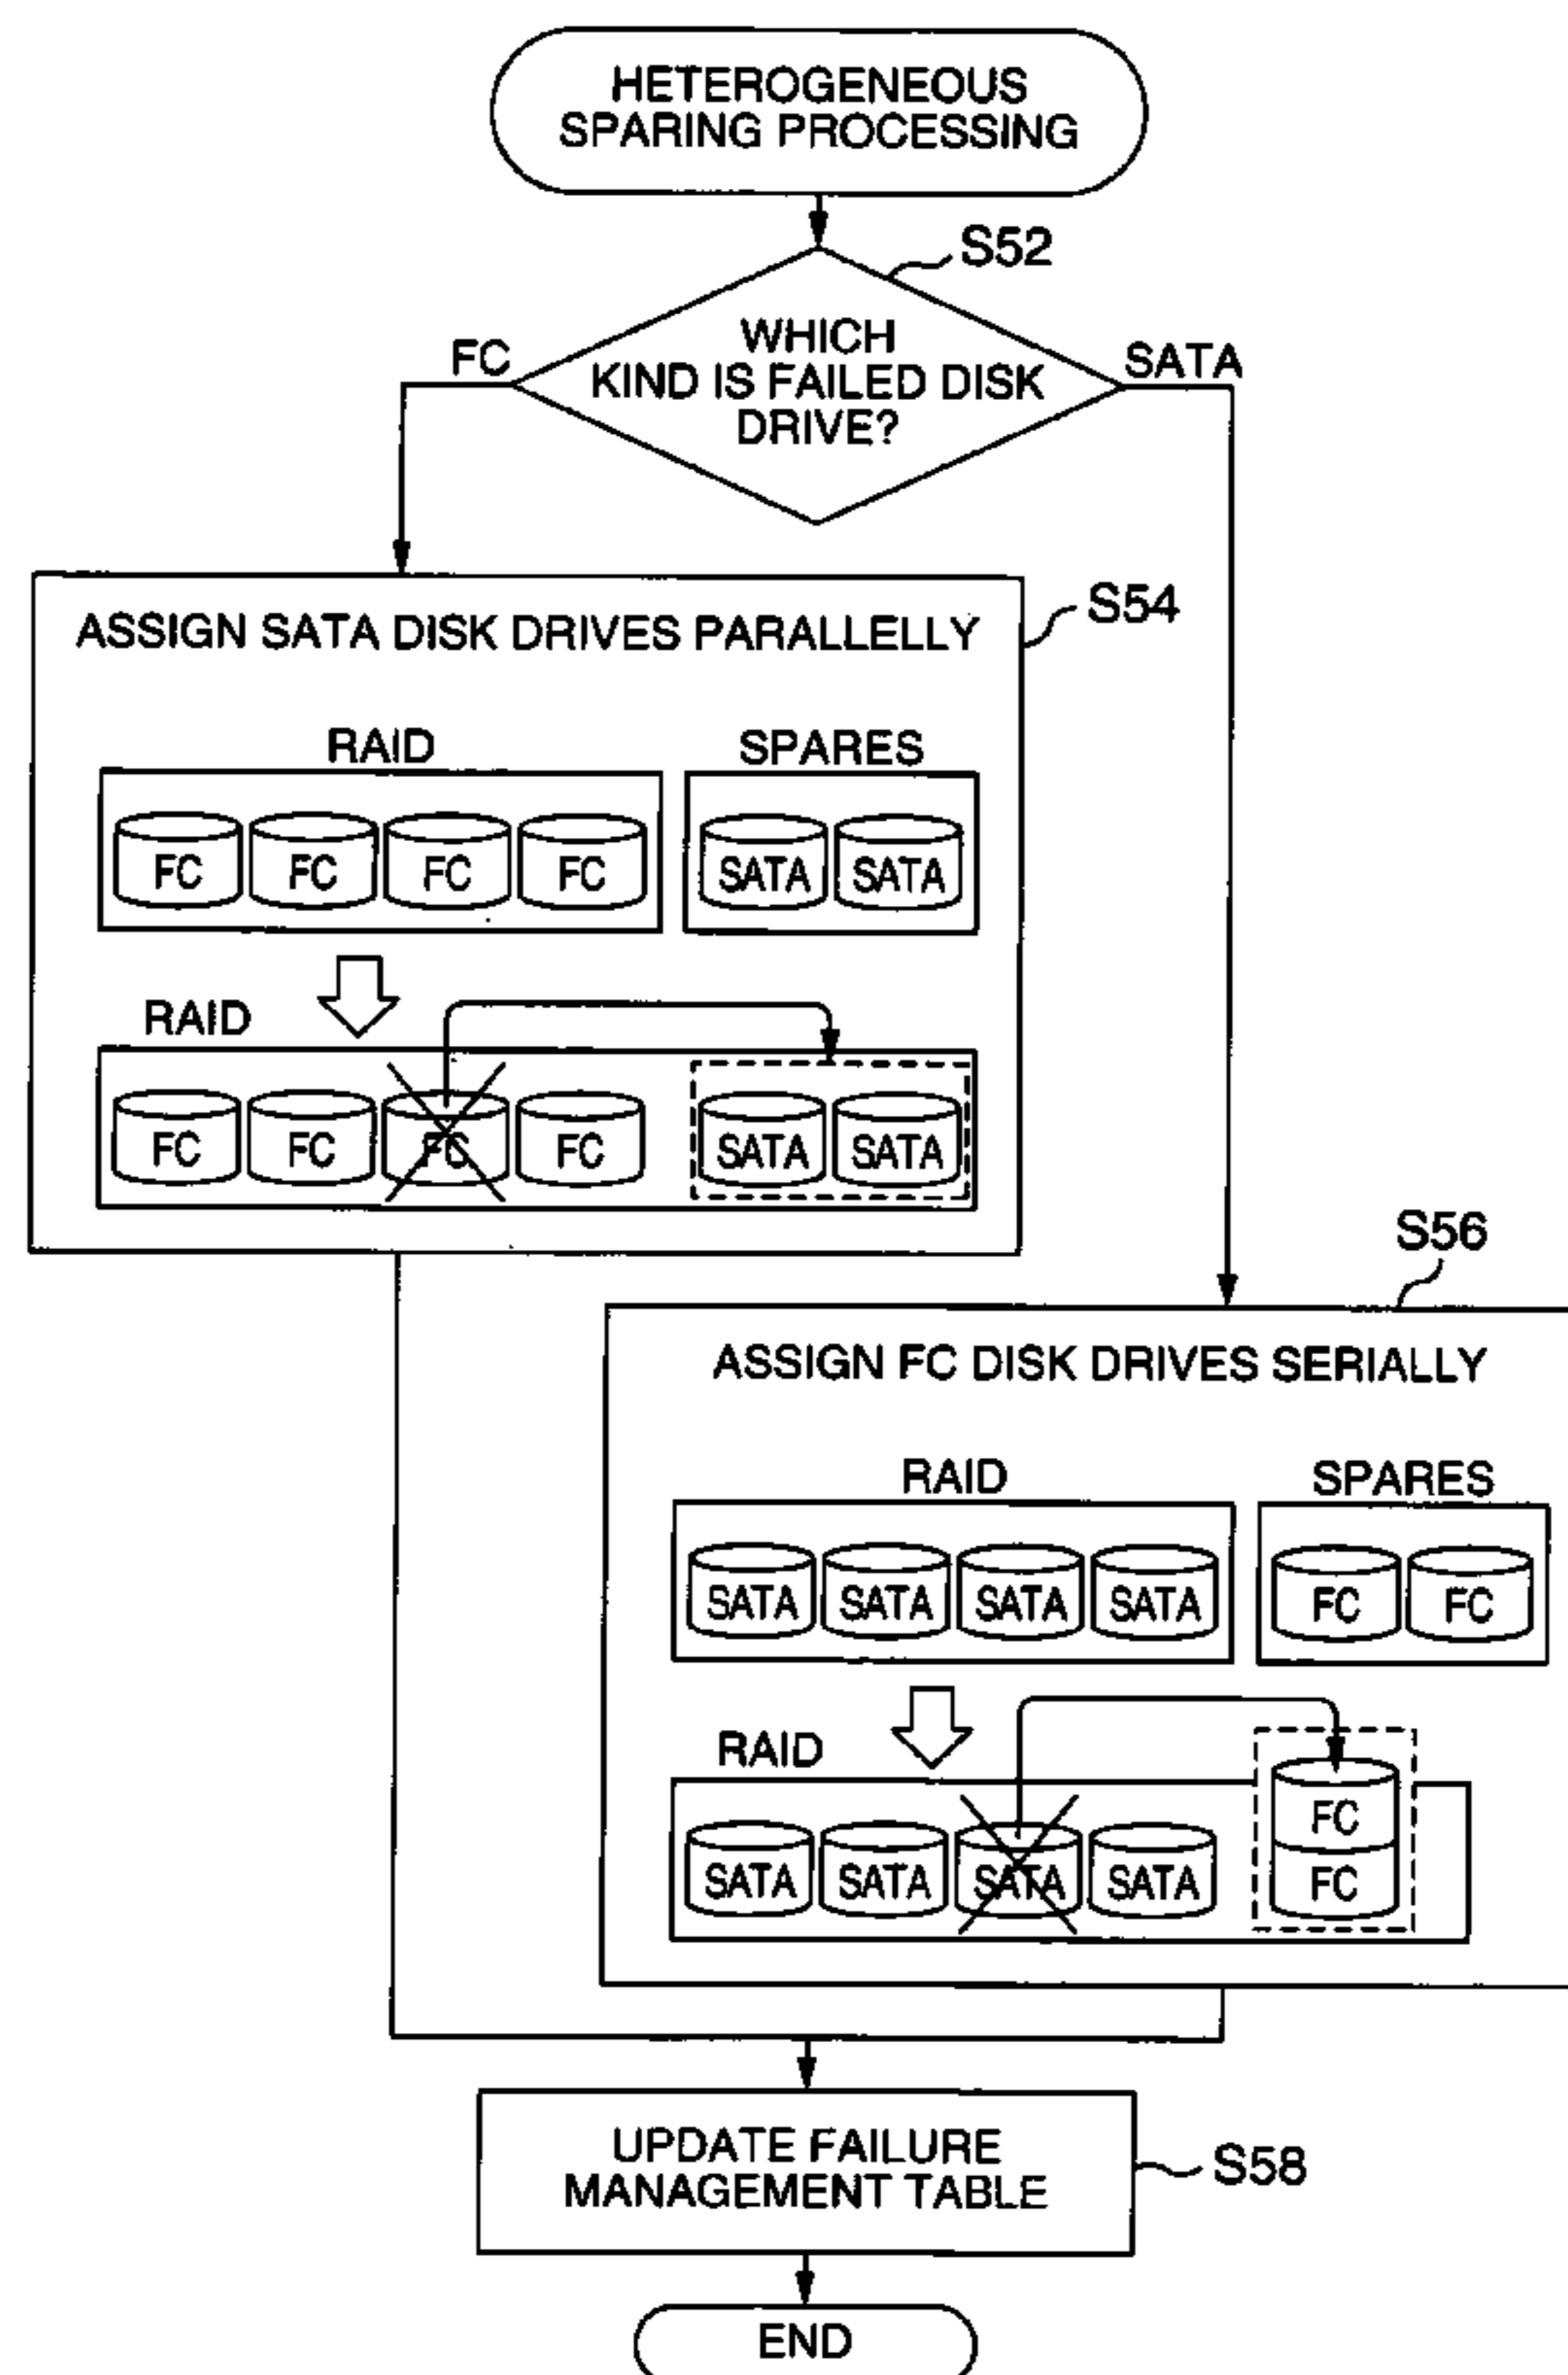 HETEROGENEOUS
SPARING PROCESSING
S52
FC
WHICH
KIND IS FAILED DISK
DRIVE?
SATA
S54
ASSIGN SATA DISK DRIVES PARALLELLY
RAID
SPARES
FC FC FC FC
SATA SATA
RAID
FC FC FC FC
SATA SATA
S56
ASSIGN FC DISK DRIVES SERIALLY
RAID
SPARES
SATA SATA SATA SATA
FC FC
RAID
FC
SATA SATA SATA SATA
FC
UPDATE FAILURE
MANAGEMENT TABLE
S58
END